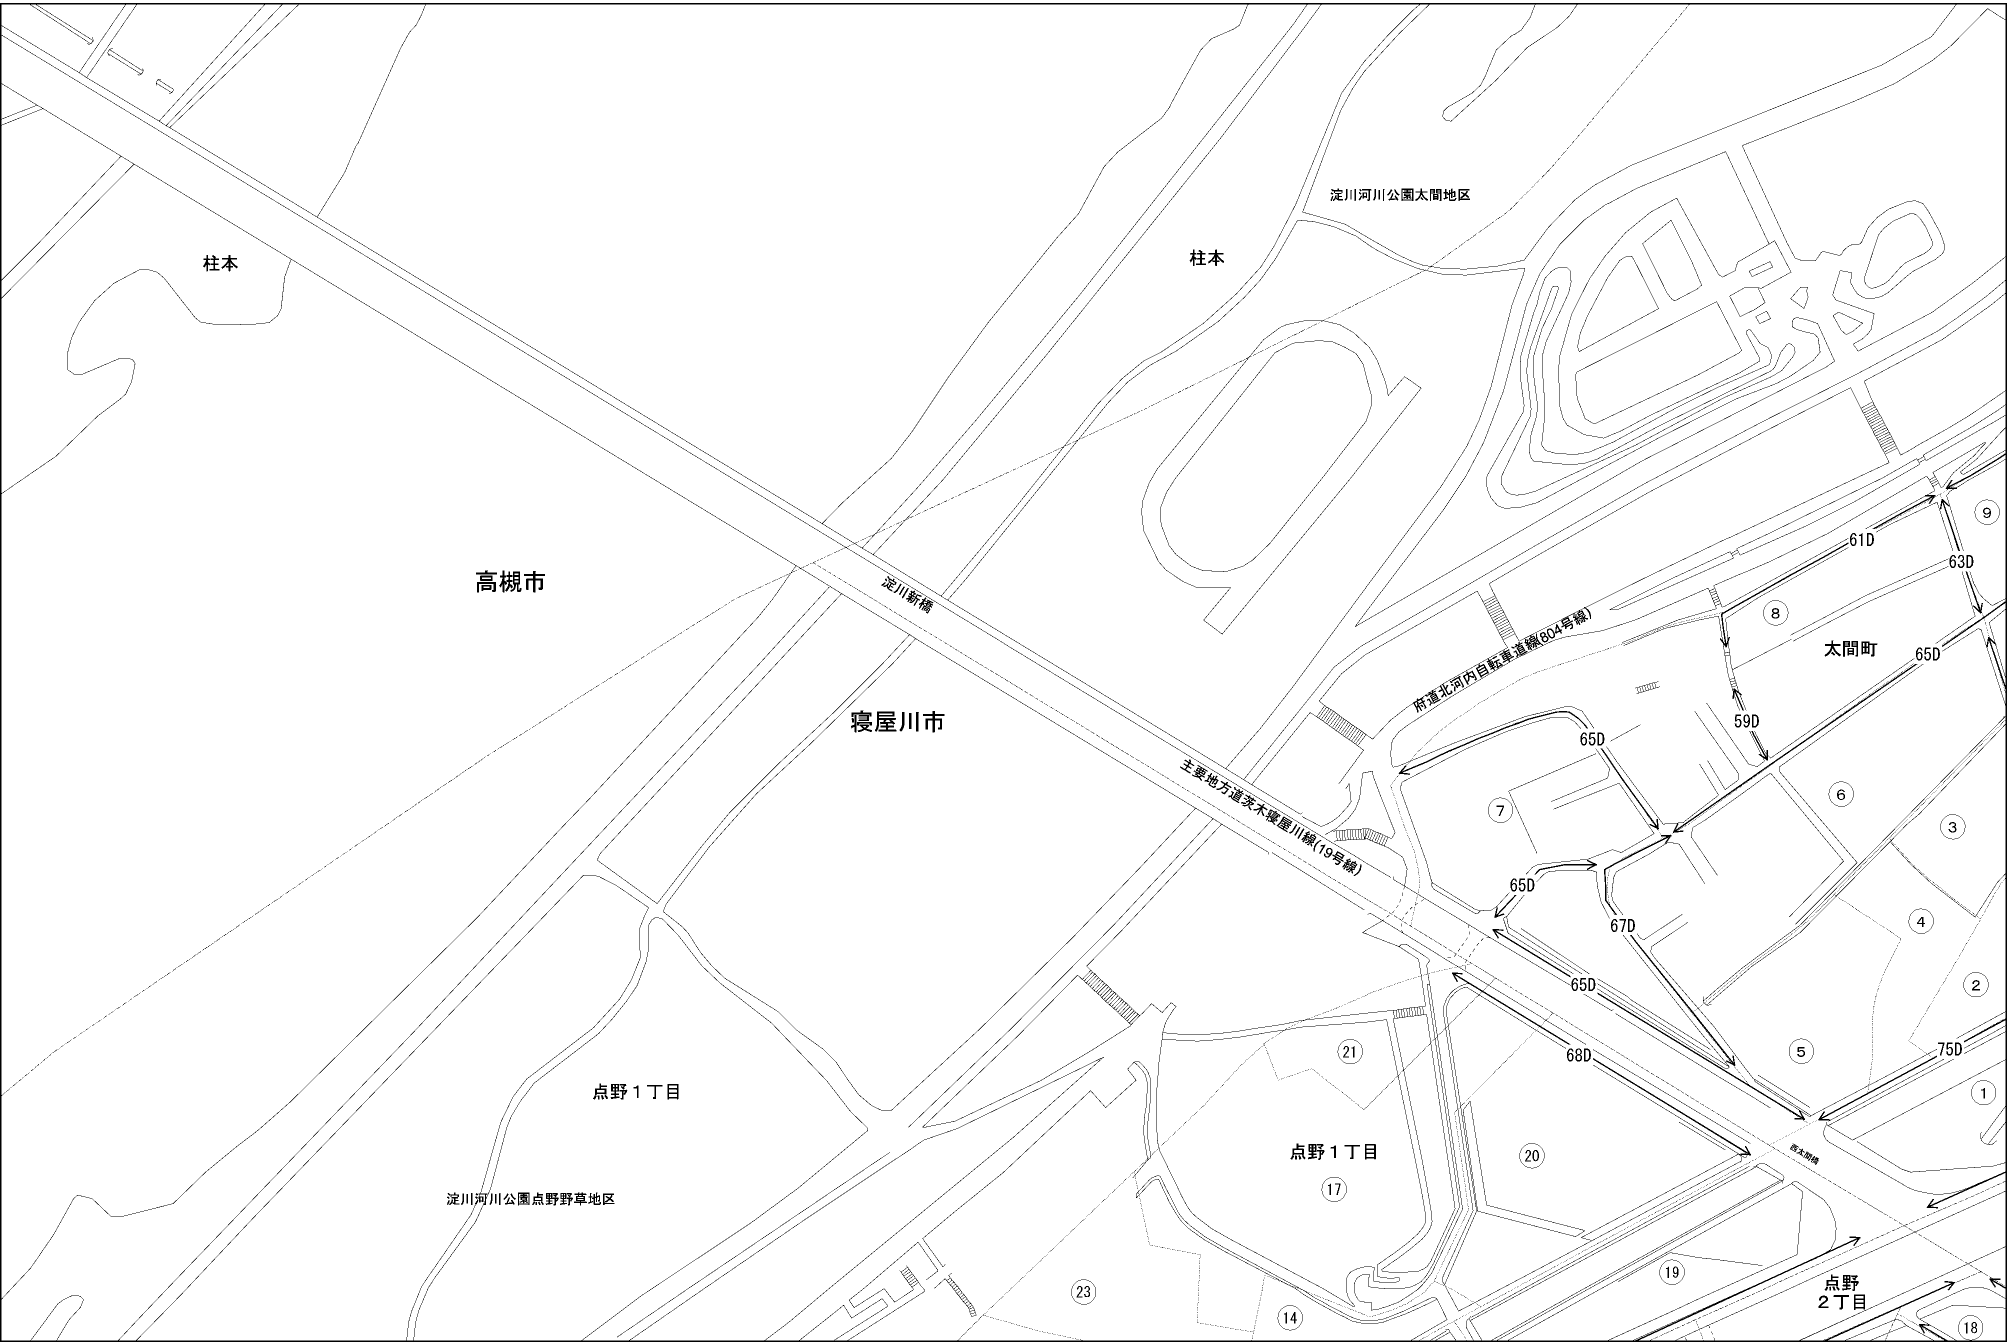 淀川河川公園太間地区
柱本
柱本
9
61D
63D
高槻市
淀川新橋
8
府道北河内自転車道線(804号線)
太間町
65D
寝屋川市
59D
65D
主要地方道茨木寝屋川線(19号線)
7
6
3
65D
67D
4
65D
2
68D
21
5
75D
点野1丁目
1
点野1丁目
20
西太間橋
17
淀川河川公園点野野草地区
19
点野
2丁目
23
14
18